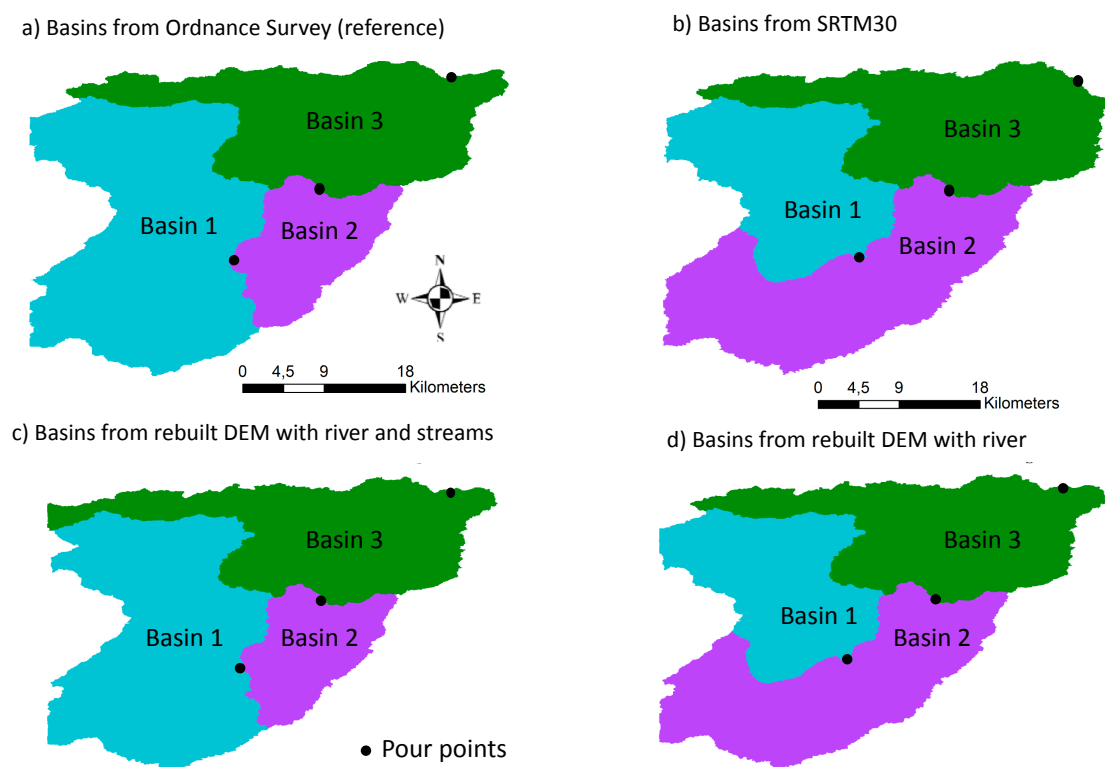 a) Basins from Ordnance Survey (reference)
b) Basins from SRTM30
Basin 3
Basin 1
Basin 2
N
W
E
S
0 4,5 9 18
Kilometers
Basin 3
Basin 1
Basin 2
0 4,5 9 18
Kilometers
c) Basins from rebuilt DEM with river and streams
d) Basins from rebuilt DEM with river
Basin 3
Basin 1
Basin 2
Pour points
Basin 3
Basin 1
Basin 2